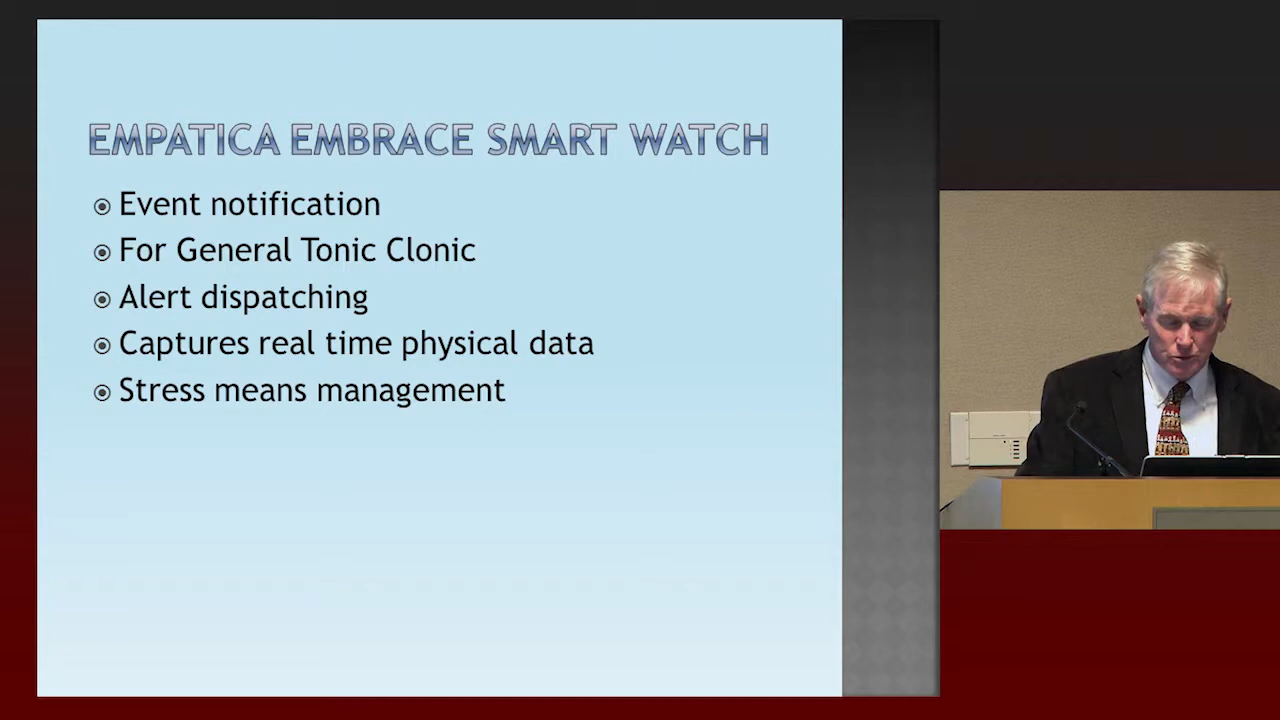 EMPATICA EMBRACE SMART WATCH
Event notification
For General Tonic Clonic
Alert dispatching
Captures real time physical data
Stress means management